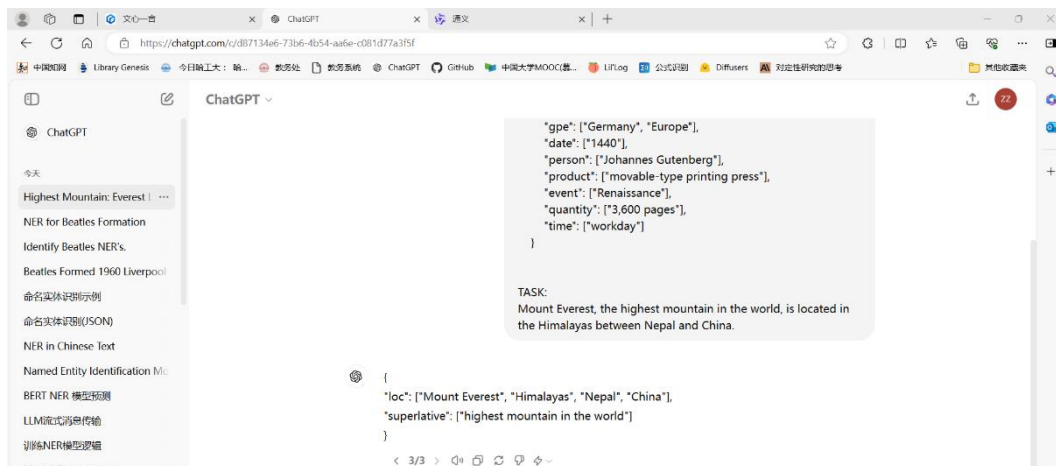 文心一言
ChatGPT
通义
https://chatgpt.com/c/d87134e6-73b6-4b54-aa6e-c081d77a3f5f
中国知网
Library Genesis
今日哈工大: 哈...
教务处
教务系统
ChatGPT
GitHub
中国大学MOOC(慕...
Lil'Log
公式识别
Diffusers
对定性研究的思考
其他收藏夹
ChatGPT
ZZ
ChatGPT
今天
Highest Mountain: Everest
NER for Beatles Formation
Identify Beatles NER's.
Beatles Formed 1960 Liverpool
命名实体识别示例
命名实体识别(JSON)
NER in Chinese Text
Named Entity Identification Mo
BERT NER 模型预测
LLM流式消息传输
训练NER模型逻辑
"gpe": ["Germany", "Europe"],
"date": ["1440"],
"person": ["Johannes Gutenberg"],
"product": ["movable-type printing press"],
"event": ["Renaissance"],
"quantity": ["3,600 pages"],
"time": ["workday"]
}
TASK:
Mount Everest, the highest mountain in the world, is located in
the Himalayas between Nepal and China.
{
"loc": ["Mount Everest", "Himalayas", "Nepal", "China"],
"superlative": ["highest mountain in the world"]
}
3/3